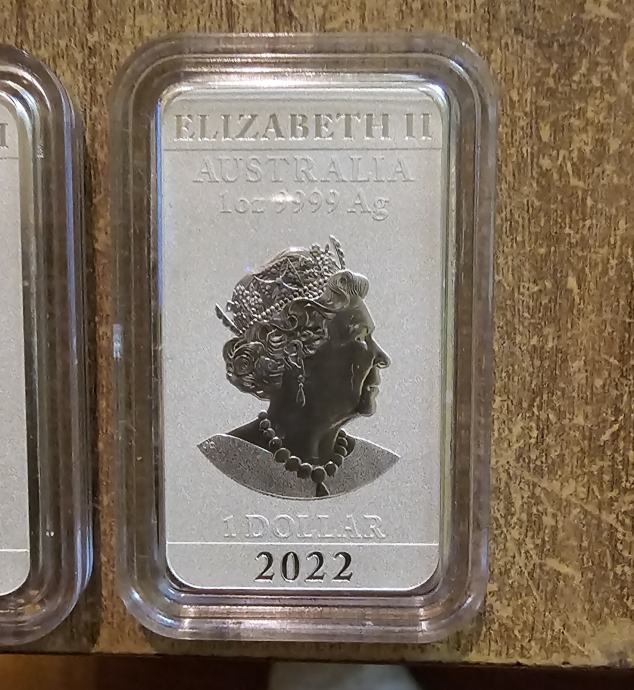 ELIZABETH II
AUSTRALIA
1oz 9999 Ag
1 DOLLAR
2022